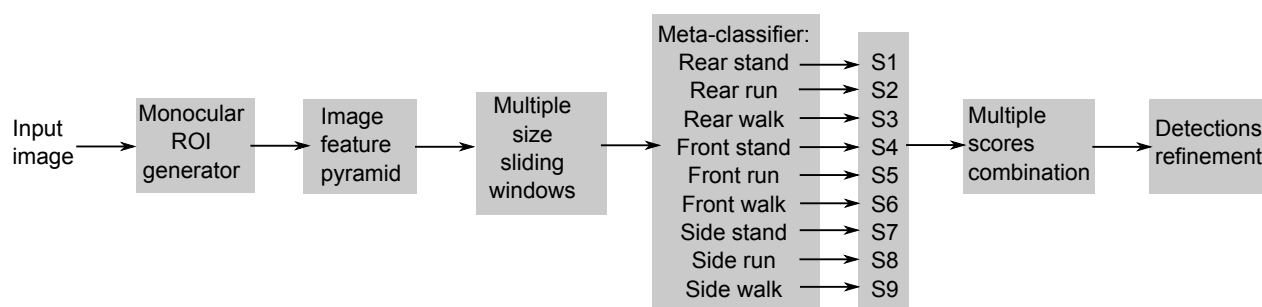 Input
image
Monocular
ROI
generator
Image
feature
pyramid
Multiple
size
sliding
windows
Meta-classifier:
Rear stand
Rear run
Rear walk
Front stand
Front run
Front walk
Side stand
Side run
Side walk
S1
S2
S3
S4
S5
S6
S7
S8
S9
Multiple
scores
combination
Detections
refinement